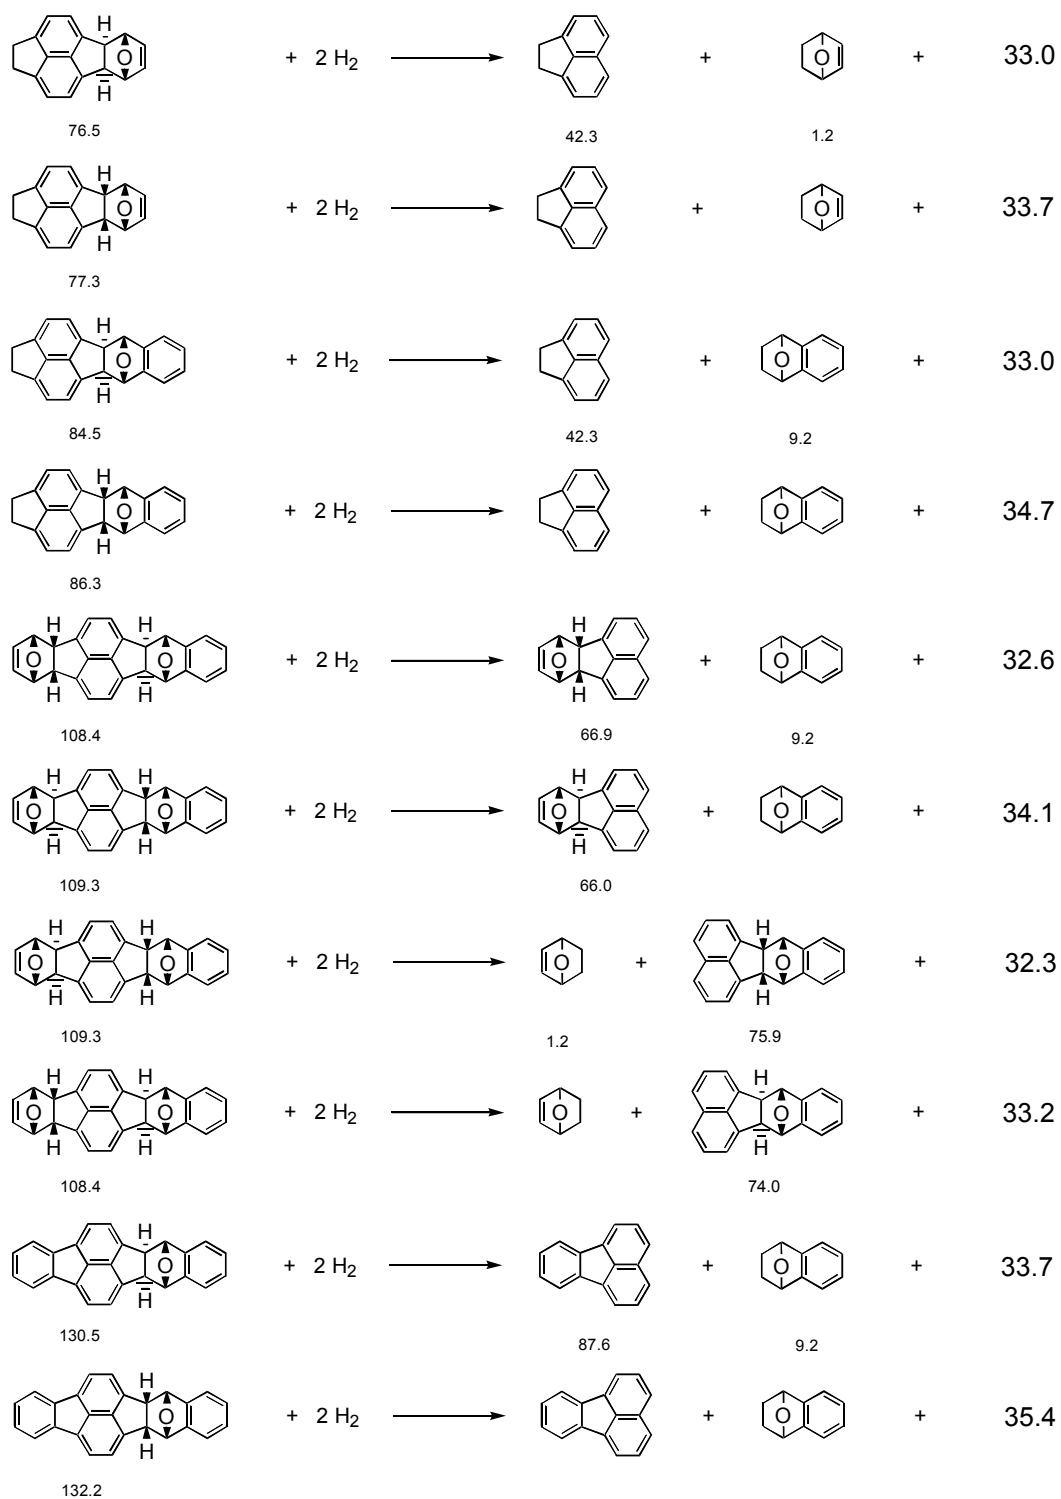 H
O + 2 H2 + O + 33.0
H
76.5 42.3 1.2
H
O + 2 H2 + O + 33.7
H
77.3
H
O + 2 H2 + O + 33.0
H
84.5 42.3 9.2
H
O + 2 H2 + O + 34.7
H
86.3
H H H
O O + 2 H2 O + O + 32.6
H H H
108.4 66.9 9.2
H H H
O O + 2 H2 O + O + 34.1
H H H
109.3 66.0
H H H
O O + 2 H2 O + O + 32.3
H H H
109.3 1.2 75.9
H H H
O O + 2 H2 O + O + 33.2
H H H
108.4 74.0
H
O + 2 H2 + O + 33.7
H
130.5 87.6 9.2
H
O + 2 H2 + O + 35.4
H
132.2